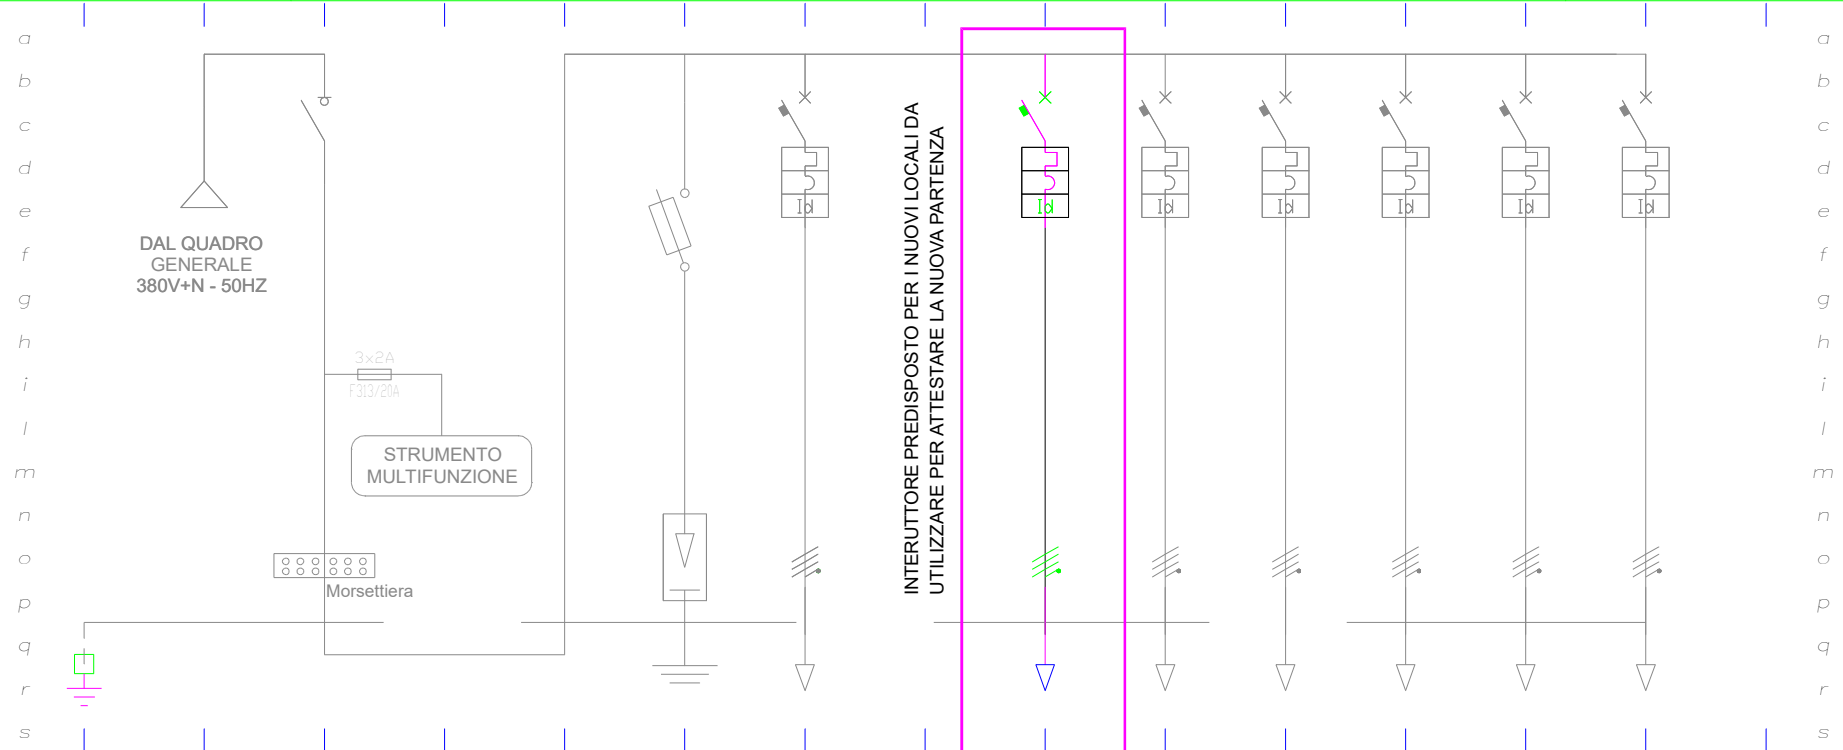 a
a
b
b
c
c
d
d
e
e
f
f
g
g
h
h
i
i
l
l
m
m
n
n
o
o
p
p
q
q
r
r
s
s
DAL QUADRO
GENERALE
380V+N - 50HZ
3x2A
F313/20A
STRUMENTO
MULTIFUNZIONE
Morsettiera
Id
INTERUTTORE PREDISPOSTO PER I NUOVI LOCALI DA
UTILIZZARE PER ATTESTARE LA NUOVA PARTENZA
Id
Id
Id
Id
Id
Id